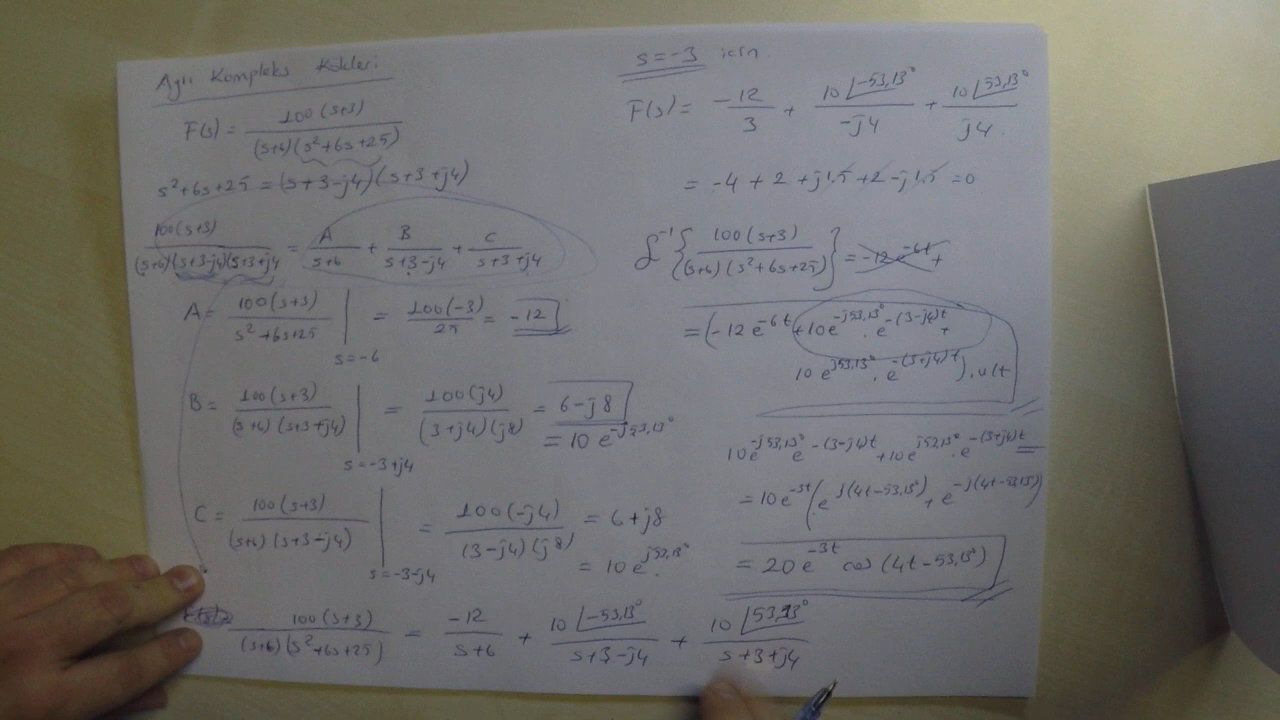 Ayrı Kompleks Kökler:
F(s) = 100(s+3) / (s+6)(s²+6s+25)
s²+6s+25 = (s+3-j4)(s+3+j4)
100(s+3) / (s+6)(s+3-j4)(s+3+j4 = A / s+6 + B / s+3-j4 + C / s+3+j4
A = 100(s+3) / s²+6s+25 | s=-6 = 100(-3) / 25 = -12
B = 100(s+3) / (s+6)(s+3+j4) | s=-3+j4 = 100(j4) / (3+j4)(j8) = 6-j8
= 10 e^-j53,13°
C = 100(s+3) / (s+6)(s+3-j4) | s=-3-j4 = 100(-j4) / (3-j4)(j8) = 6+j8
= 10 e^j53,13°
100(s+3) / (s+6)(s²+6s+25) = -12 / s+6 + 10∠-53,13° / s+3-j4 + 10∠53,13° / s+3+j4
s=-3 için
F(s) = -12 / 3 + 10∠-53,13° / -j4 + 10∠53,13° / j4
= -4 + 2 + j1,5 + 2 - j1,5 = 0
ℒ^-1 { 100(s+3) / (s+6)(s²+6s+25) } = -12 e^-6t +
= (-12 e^-6t + 10e^-j53,13° . e^-(3-j4)t +
10 e^j53,13° . e^-(3+j4)t ). u(t
10e^-j53,13° e^-(3-j4)t + 10e^j53,13° . e^-(3+j4)t
= 10e^-3t (e^j(4t-53,13°) + e^-j(4t-53,13°))
= 20e^-3t cos(4t-53,13°)